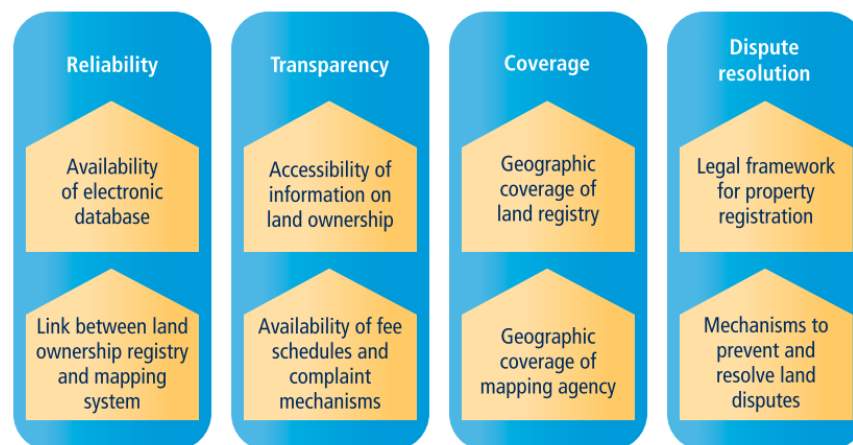 Reliability
Availability
of electronic
database
Link between land
ownership registry
and mapping
system
Transparency
Accessibility of
information on
land ownership
Availability of fee
schedules and
complaint
mechanisms
Coverage
Geographic
coverage of
land registry
Geographic
coverage of
mapping agency
Dispute
resolution
Legal framework
for property
registration
Mechanisms to
prevent and
resolve land
disputes